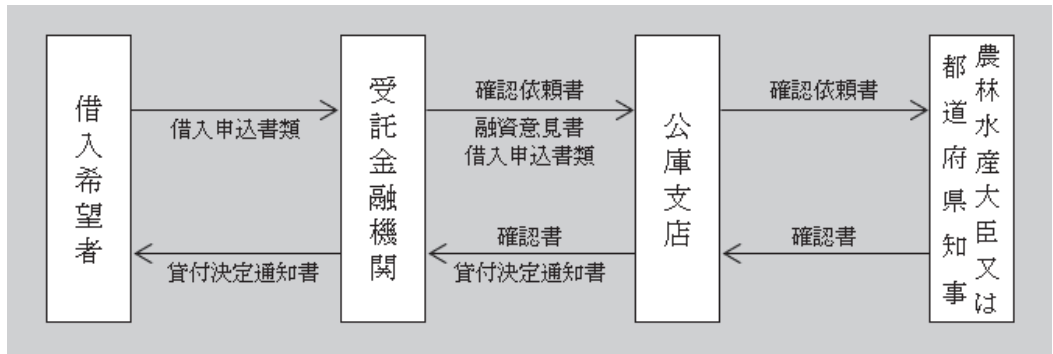 借入希望者
借入申込書類
貸付決定通知書
受託金融機関
確認依頼書
融資意見書
借入申込書類
確認書
貸付決定通知書
公庫支店
確認依頼書
確認書
農林水産大臣又は
都道府県知事